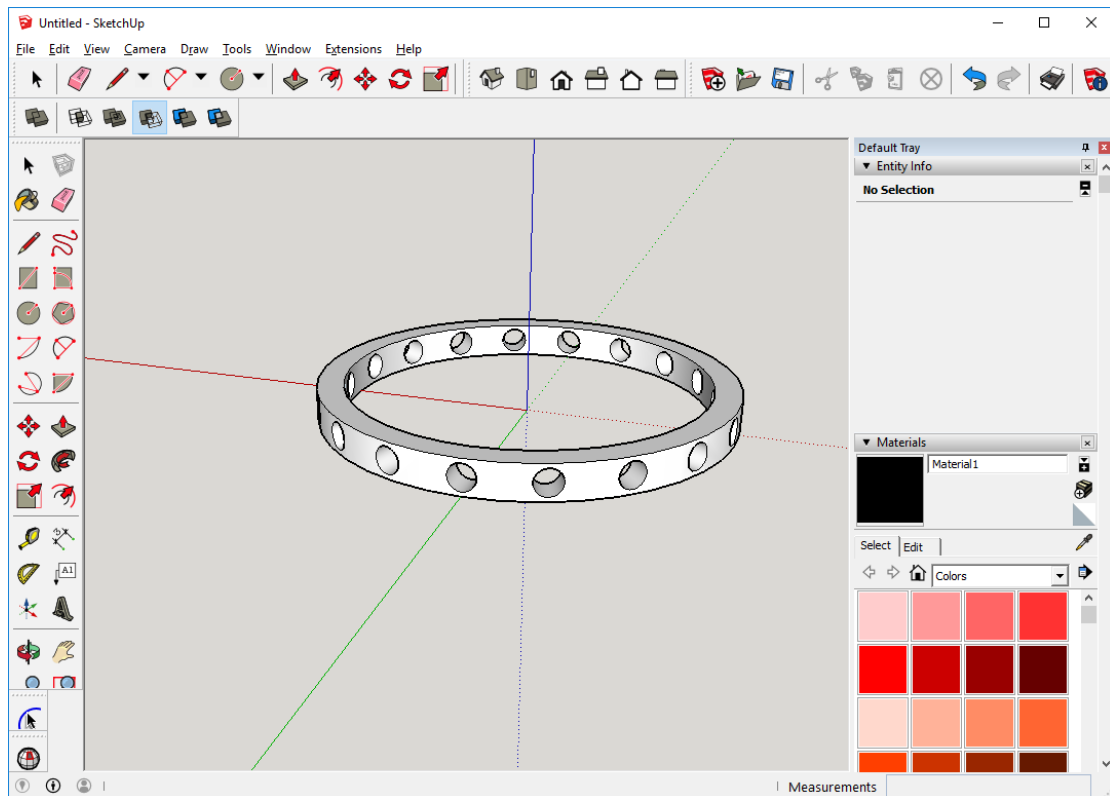 Untitled - SketchUp
File Edit View Camera Draw Tools Window Extensions Help
Default Tray
Entity Info
No Selection
A1
Materials
Material1
Select Edit
Colors
Measurements